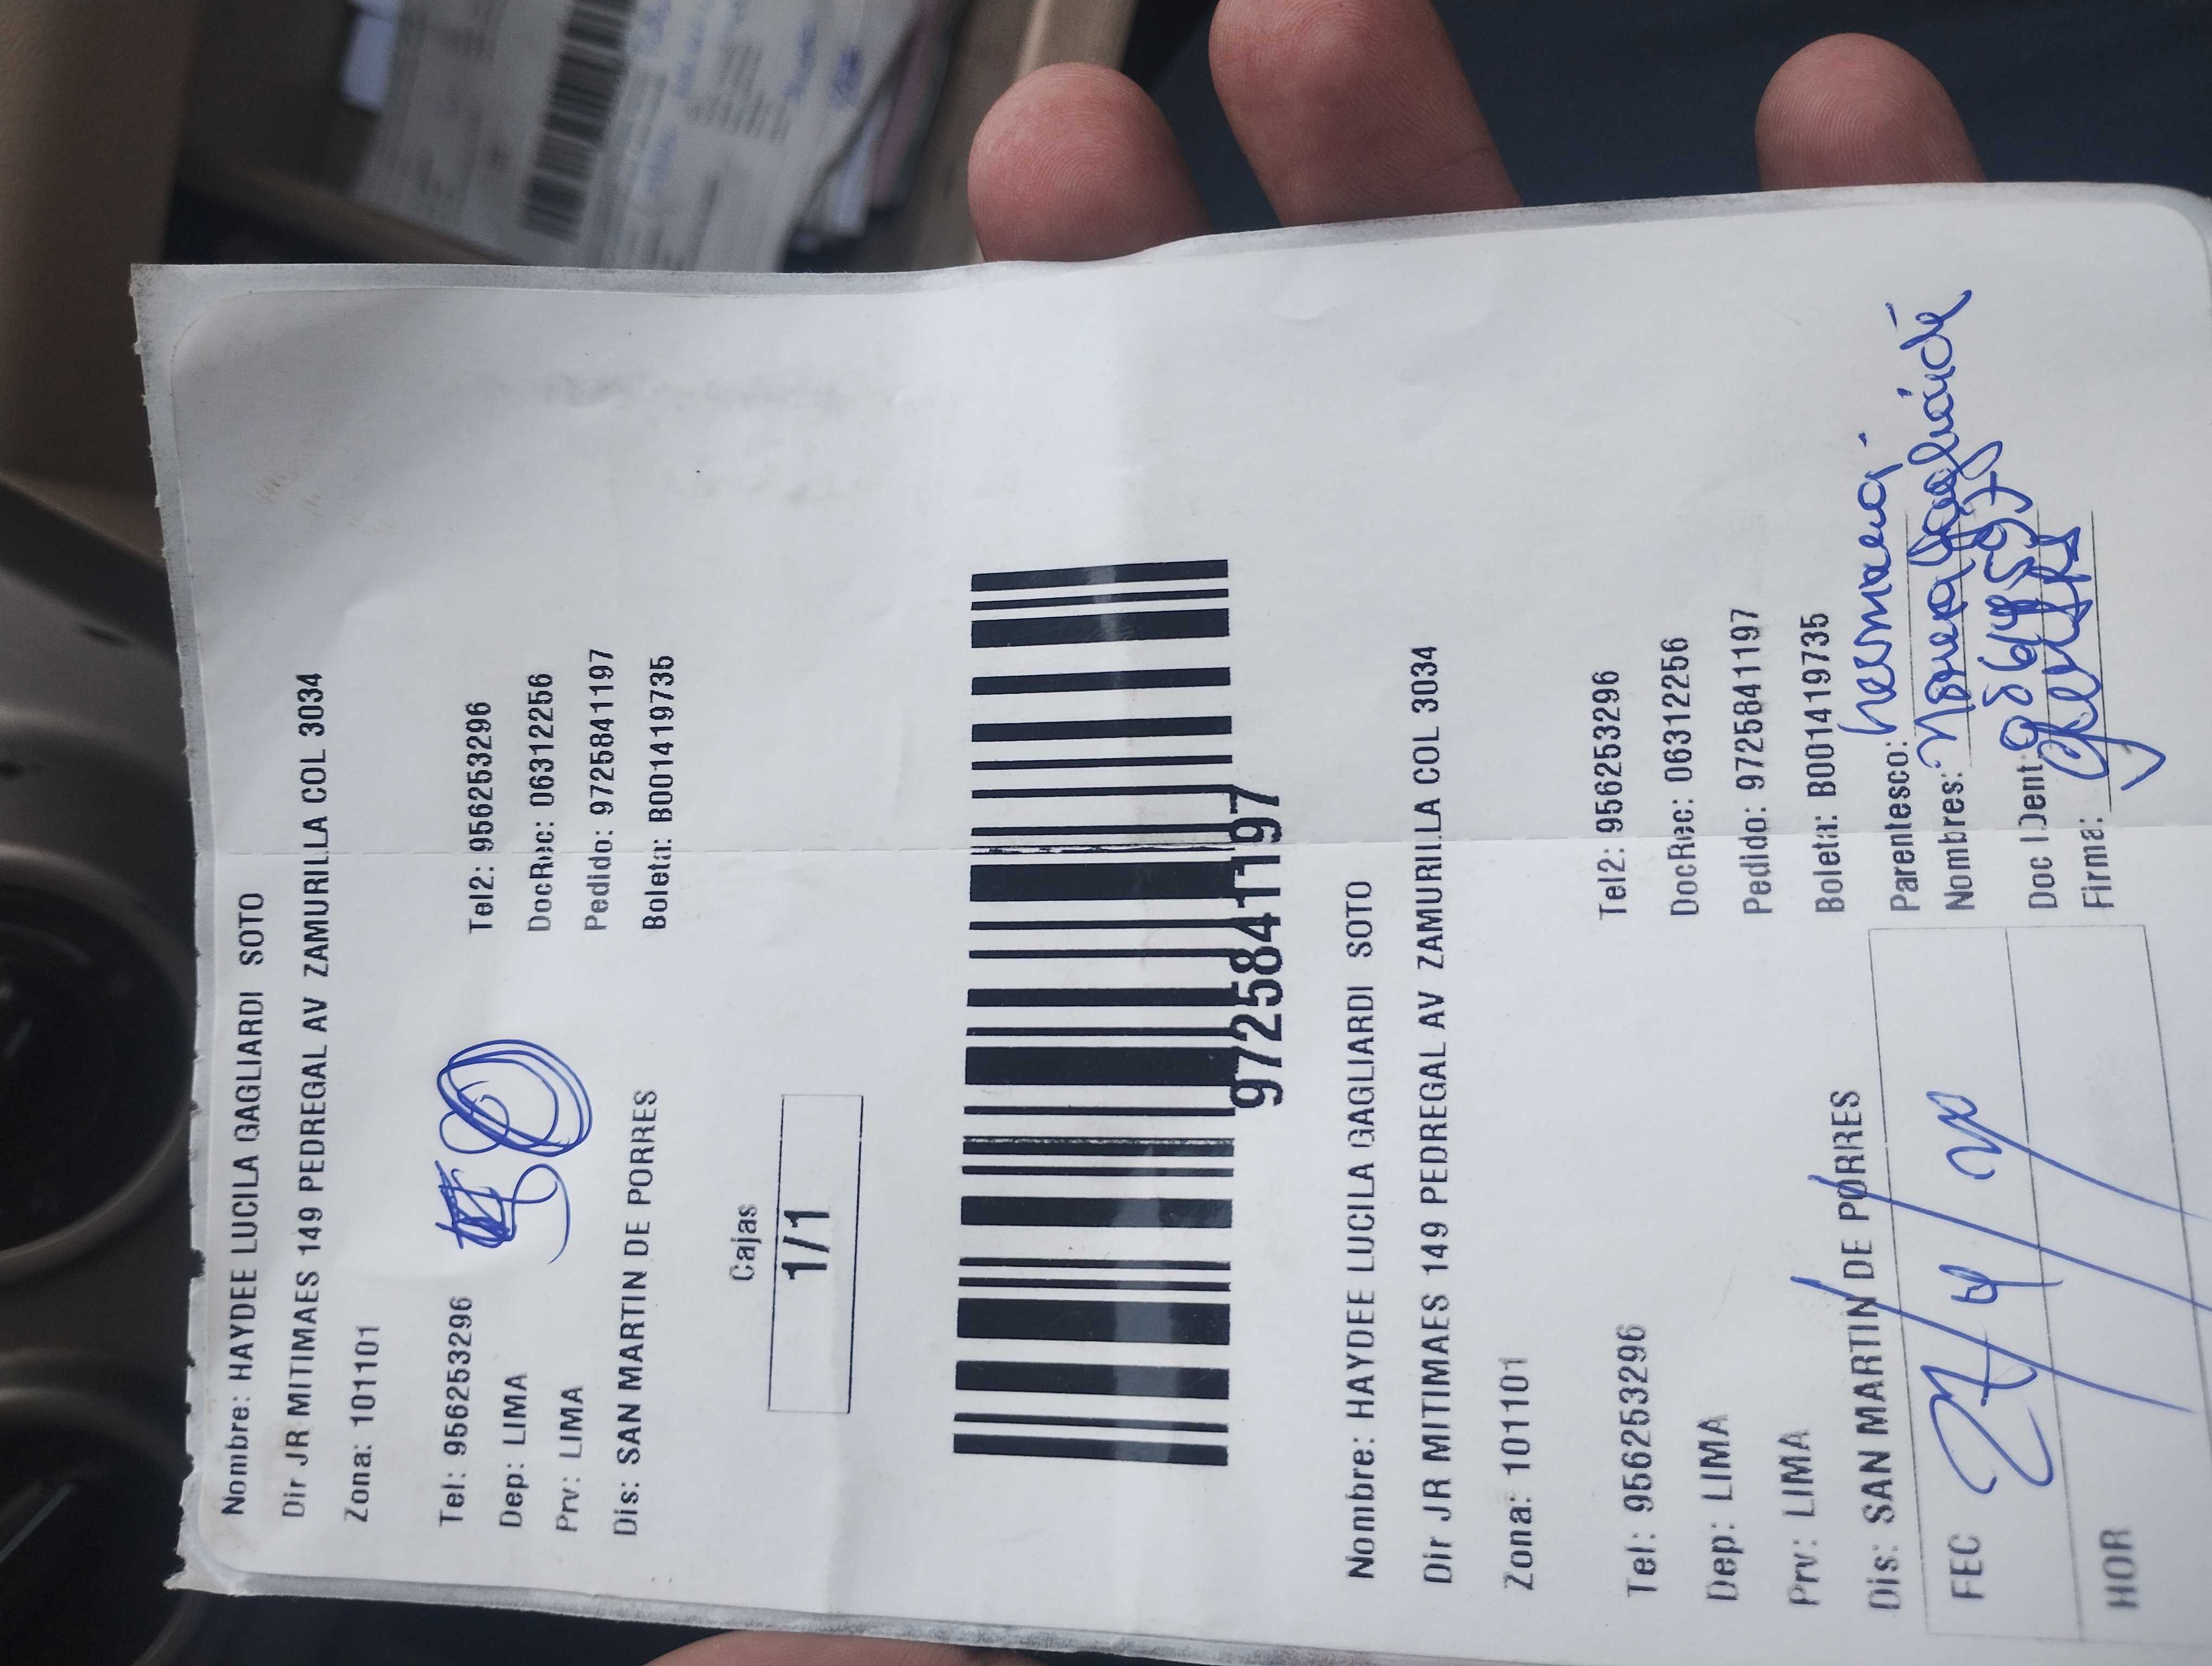 Nombre: HAYDEE LUCILA GAGLIARDI SOTO
Dir JR MITIMAES 149 PEDREGAL AV ZAMURILLA COL 3034
Zona: 101101
Tel: 956253296 Tel2: 956253296
Dep: LIMA DocRec: 06312256
Prv: LIMA Pedido: 9725841197
Dis: SAN MARTIN DE PORRES Boleta: B001419735
Cajas
1/1
9725841197
Nombre: HAYDEE LUCILA GAGLIARDI SOTO
Dir JR MITIMAES 149 PEDREGAL AV ZAMURILLA COL 3034
Zona: 101101
Tel: 956253296 Tel2: 956253296
Dep: LIMA DocRec: 06312256
Prv: LIMA Pedido: 9725841197
Dis: SAN MARTIN DE PORRES Boleta: B001419735
Parentesco: hermana
Nombres:
Doc IDent:
Firma:
FEC 27/4/
HOR